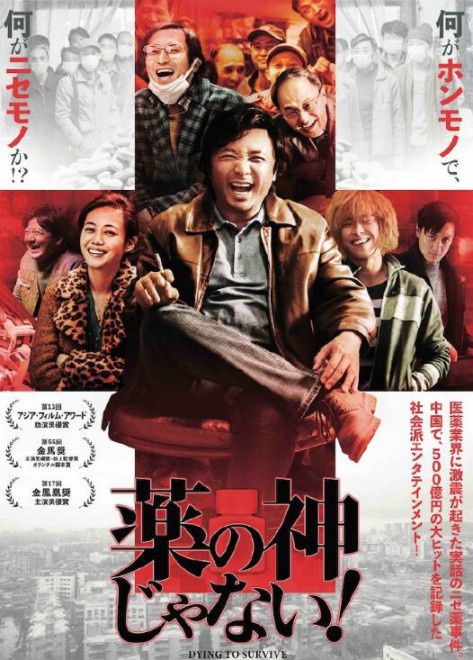 何がホンモノで、
何がニセモノか!?
第13回
アジア・フィルム・アワード
助演男優賞
第55回
金馬奨
主演男優賞・新人監督賞
オリジナル脚本賞
第17回
金鳳凰奨
主演男優賞
医薬業界に激震が起きた実話のニセ薬事件
中国で、500億円の大ヒットを記録した
社会派エンタテインメント!
薬の神
じゃない!
DYING TO SURVIVE